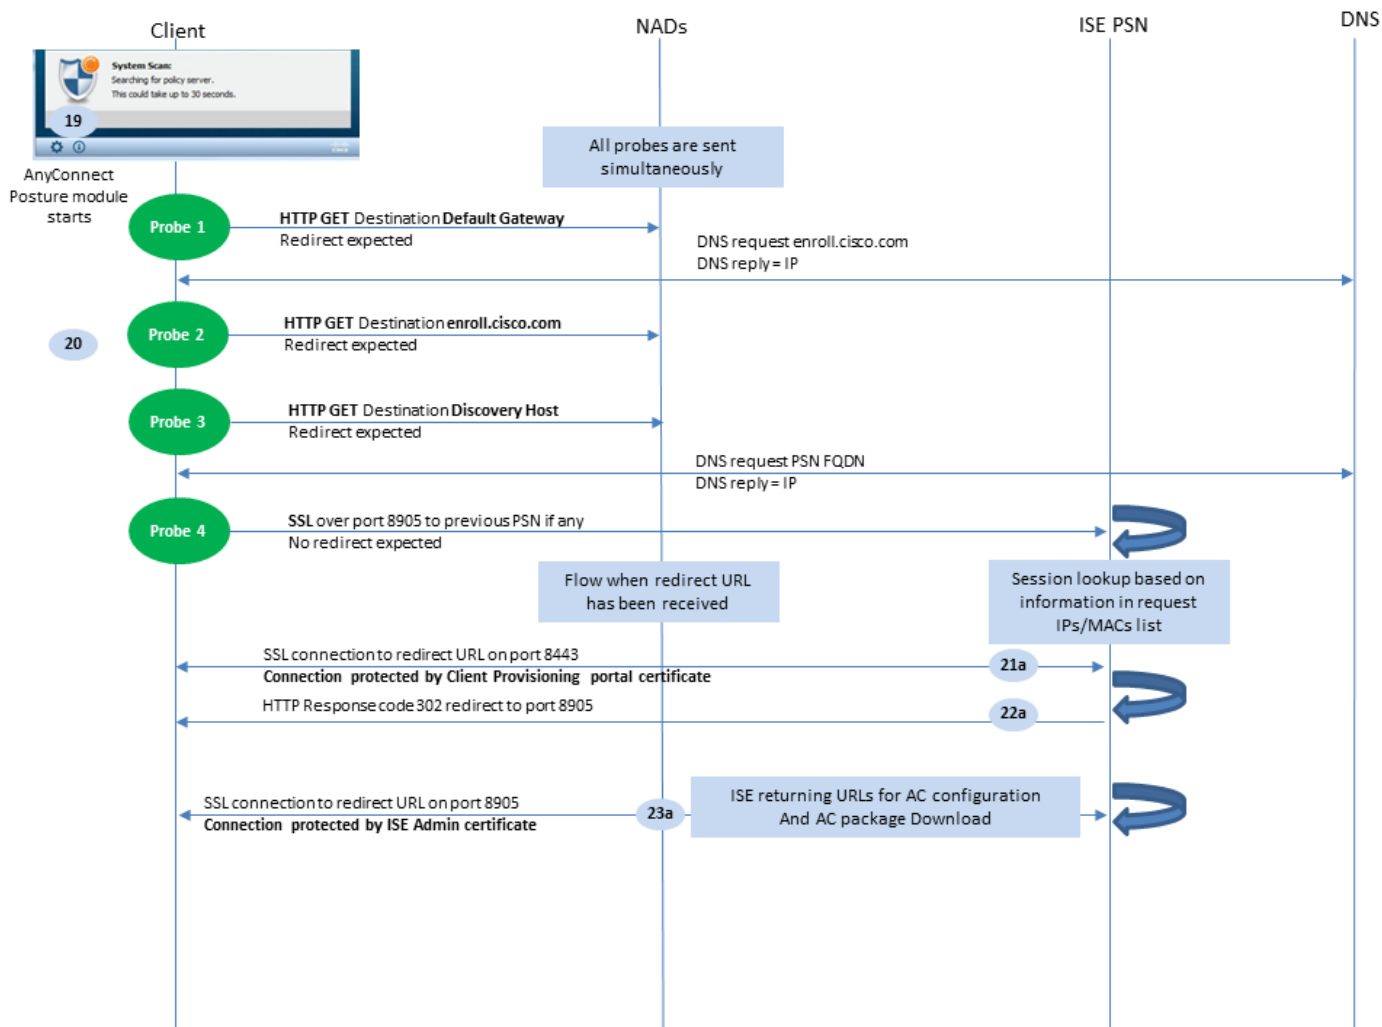 Client
NADs
ISE PSN
DNS
System Scan:
Searching for policy server.
This could take up to 30 seconds.
19
AnyConnect
Posture module
starts
All probes are sent
simultaneously
Probe 1
HTTP GET Destination Default Gateway
Redirect expected
DNS request enroll.cisco.com
DNS reply = IP
20
Probe 2
HTTP GET Destination enroll.cisco.com
Redirect expected
Probe 3
HTTP GET Destination Discovery Host
Redirect expected
DNS request PSN FQDN
DNS reply = IP
Probe 4
SSL over port 8905 to previous PSN if any
No redirect expected
Flow when redirect URL
has been received
Session lookup based on
information in request
IPs/MACs list
SSL connection to redirect URL on port 8443
Connection protected by Client Provisioning portal certificate
21a
HTTP Response code 302 redirect to port 8905
22a
SSL connection to redirect URL on port 8905
Connection protected by ISE Admin certificate
23a
ISE returning URLs for AC configuration
And AC package Download